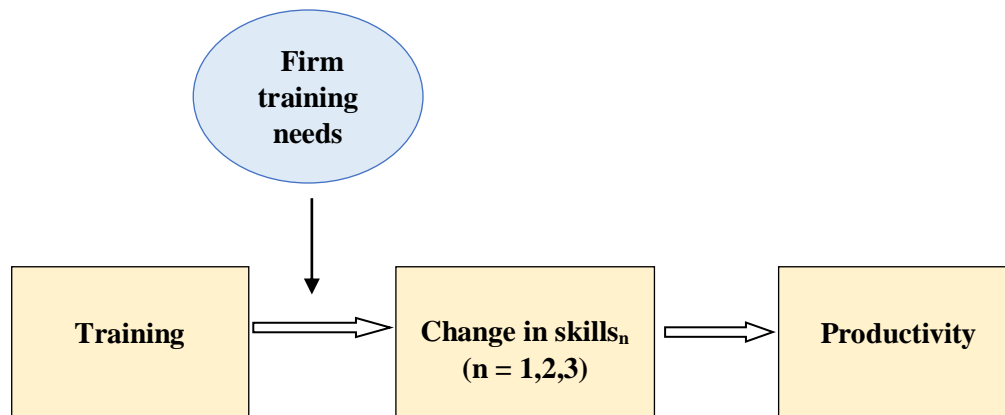 Firm
training
needs
Training
Change in skillsₙ
(n = 1,2,3)
Productivity